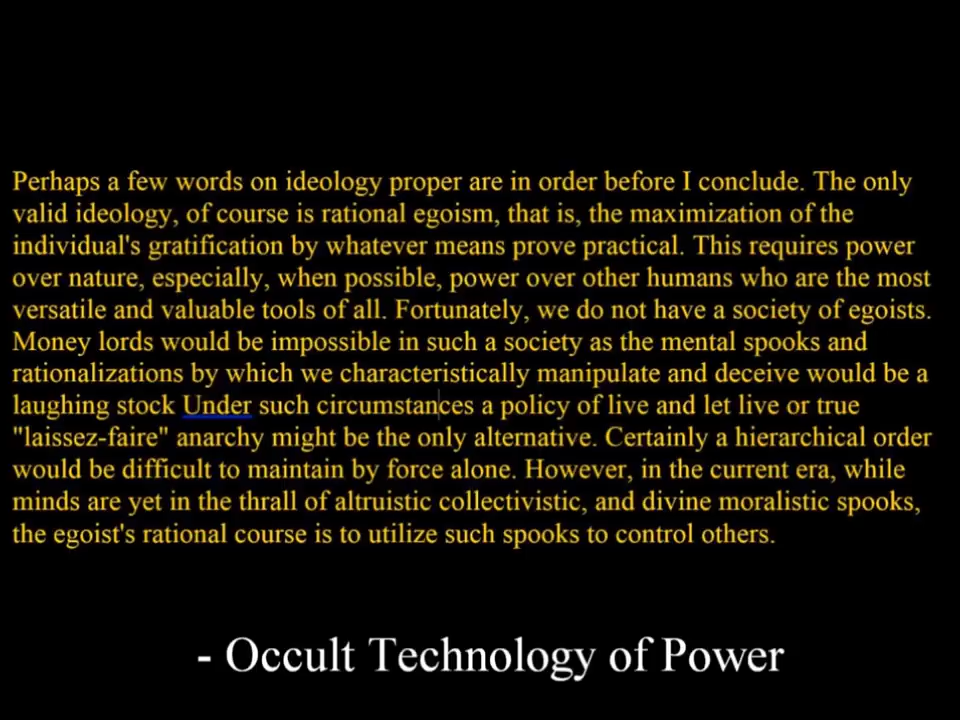 Perhaps a few words on ideology proper are in order before I conclude. The only
valid ideology, of course is rational egoism, that is, the maximization of the
individual's gratification by whatever means prove practical. This requires power
over nature, especially, when possible, power over other humans who are the most
versatile and valuable tools of all. Fortunately, we do not have a society of egoists.
Money lords would be impossible in such a society as the mental spooks and
rationalizations by which we characteristically manipulate and deceive would be a
laughing stock Under such circumstances a policy of live and let live or true
"laissez-faire" anarchy might be the only alternative. Certainly a hierarchical order
would be difficult to maintain by force alone. However, in the current era, while
minds are yet in the thrall of altruistic collectivistic, and divine moralistic spooks,
the egoist's rational course is to utilize such spooks to control others.
- Occult Technology of Power